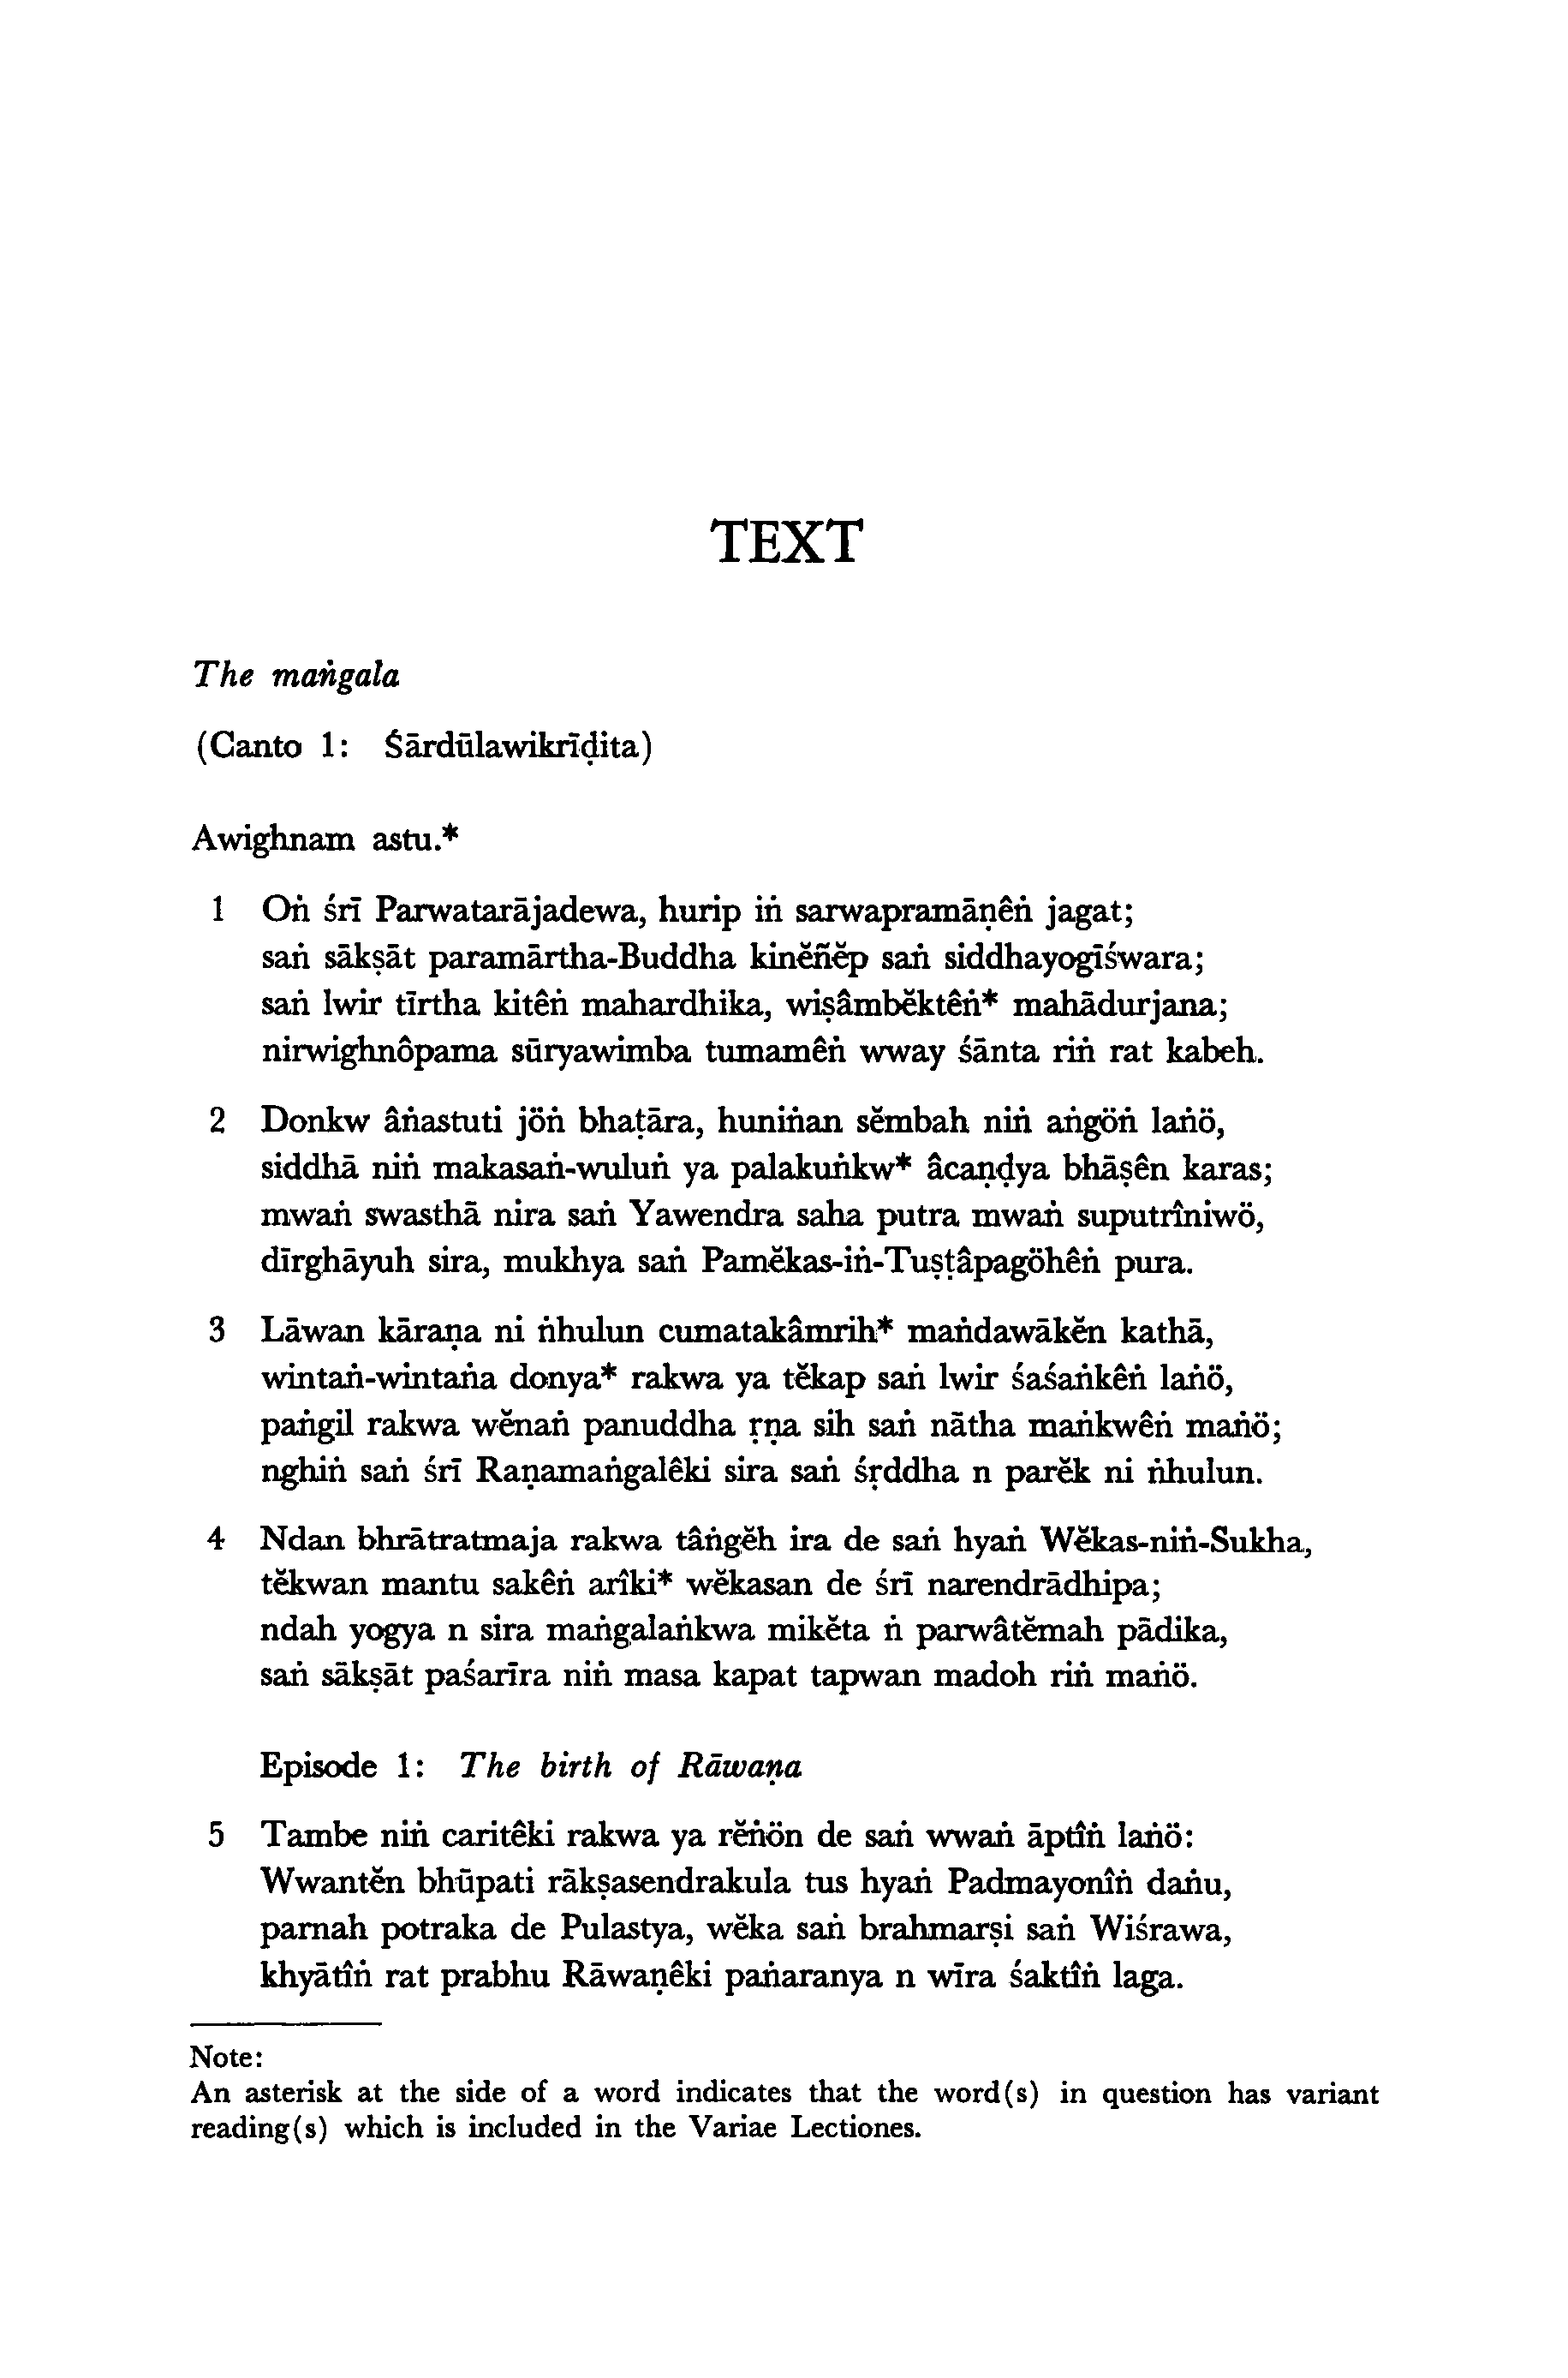 TEXT
The maṅgala
(Canto 1: Śārdūlawikrīḍita)
Awighnam astu.*
1 Oṅ śrī Parwatarājadewa, hurip iṅ sarwapramāṇêṅ jagat;
saṅ sākṣāt paramārtha-Buddha kinĕñĕp saṅ siddhayogīśwara;
saṅ lwir tīrtha kitêṅ mahardhika, wiṣâmbĕktêṅ* mahādurjana;
nirwighnôpama sūryawimba tumamêṅ wway śānta riṅ rat kabeh.
2 Donkw âṅastuti jöṅ bhaṭāra, huniṅan sĕmbah niṅ aṅgöṅ laṅö,
siddhā niṅ makasaṅ-wuluṅ ya palakuṅkw* âcaṇḍya bhāṣên karas;
mwaṅ swasthā nira saṅ Yawendra saha putra mwaṅ suputrîniwö,
dīrghāyuh sira, mukhya saṅ Pamĕkas-iṅ-Tuṣṭâpagöhêṅ pura.
3 Lāwan kāraṇa ni ṅhulun cumatakâmrih* maṅdawākĕn kathā,
wintaṅ-wintaṅa donya* rakwa ya tĕkap saṅ lwir śaśaṅkêṅ laṅö,
paṅgil rakwa wĕnaṅ panuddha ṛṇa sih saṅ nātha maṅkwêṅ maṅö;
nghiṅ saṅ śrī Raṇamaṅgalêki sira saṅ śṛddha n parĕk ni ṅhulun.
4 Ndan bhrātratmaja rakwa tâṅgĕh ira de saṅ hyaṅ Wĕkas-niṅ-Sukha,
tĕkwan mantu sakêṅ arîki* wĕkasan de śrī narendrādhipa;
ndah yogya n sira maṅgalaṅkwa mikĕta ṅ parwâtĕmah pādika,
saṅ sākṣāt paśarīra niṅ masa kapat tapwan madoh riṅ maṅö.
Episode 1: The birth of Rāwaṇa
5 Tambe niṅ caritêki rakwa ya rĕṅön de saṅ wwaṅ āptîṅ laṅö:
Wwantĕn bhūpati rākṣasendrakula tus hyaṅ Padmayonîṅ daṅu,
parnah potraka de Pulastya, wĕka saṅ brahmarṣi saṅ Wiśrawa,
khyātîṅ rat prabhu Rāwaṇêki paṅaranya n wīra śaktîṅ laga.
Note:
An asterisk at the side of a word indicates that the word(s) in question has variant
reading(s) which is included in the Variae Lectiones.